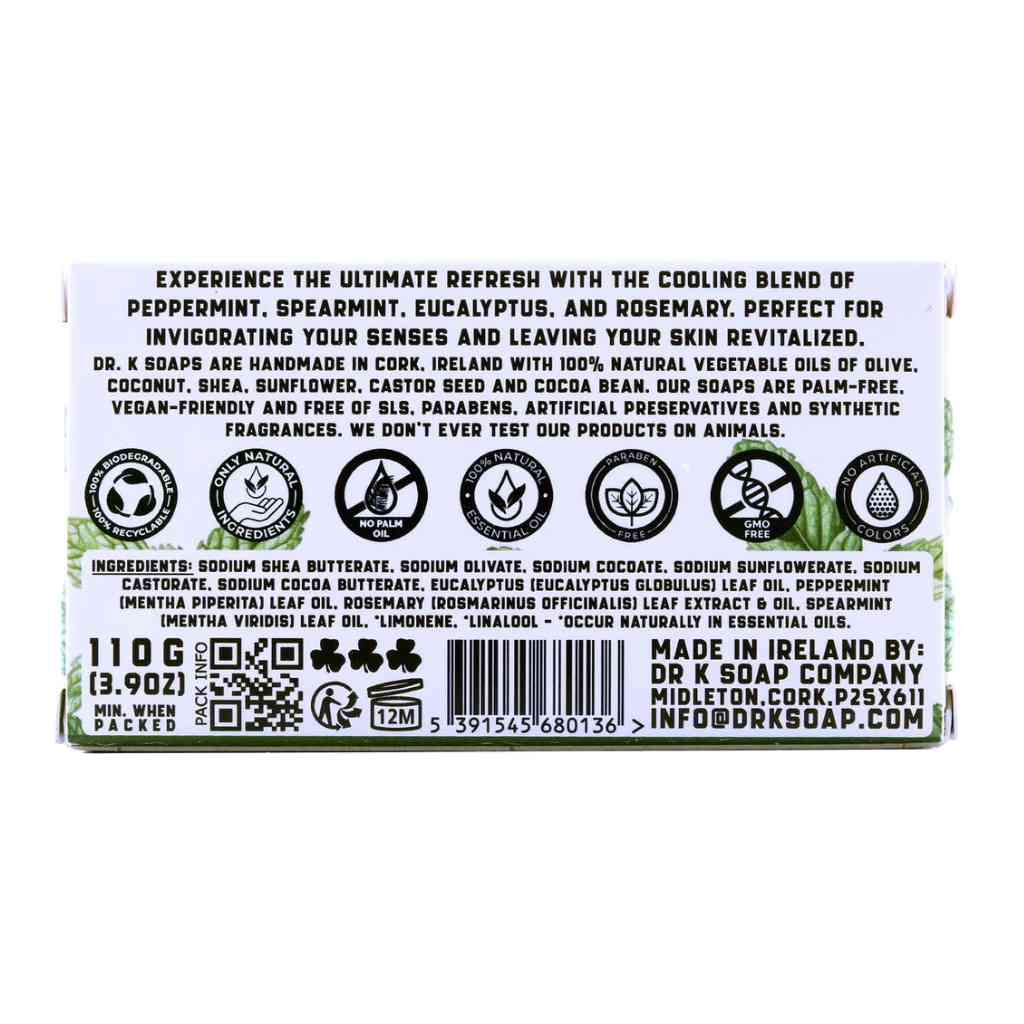 EXPERIENCE THE ULTIMATE REFRESH WITH THE COOLING BLEND OF
PEPPERMINT, SPEARMINT, EUCALYPTUS, AND ROSEMARY. PERFECT FOR
INVIGORATING YOUR SENSES AND LEAVING YOUR SKIN REVITALIZED.
DR. K SOAPS ARE HANDMADE IN CORK, IRELAND WITH 100% NATURAL VEGETABLE OILS OF OLIVE,
COCONUT, SHEA, SUNFLOWER, CASTOR SEED AND COCOA BEAN. OUR SOAPS ARE PALM-FREE,
VEGAN-FRIENDLY AND FREE OF SLS, PARABENS, ARTIFICIAL PRESERVATIVES AND SYNTHETIC
FRAGRANCES. WE DON'T EVER TEST OUR PRODUCTS ON ANIMALS.
100% BIODEGRADABLE
100% RECYCLABLE
ONLY NATURAL
INGREDIENTS
NO PALM
OIL
100% NATURAL
ESSENTIAL OIL
PARABEN
FREE
GMO
FREE
NO ARTIFICIAL
COLORS
INGREDIENTS: SODIUM SHEA BUTTERATE, SODIUM OLIVATE, SODIUM COCOATE, SODIUM SUNFLOWERATE, SODIUM
CASTORATE, SODIUM COCOA BUTTERATE, EUCALYPTUS (EUCALYPTUS GLOBULUS) LEAF OIL, PEPPERMINT
(MENTHA PIPERITA) LEAF OIL, ROSEMARY (ROSMARINUS OFFICINALIS) LEAF EXTRACT & OIL, SPEARMINT
(MENTHA VIRIDIS) LEAF OIL, *LIMONENE, *LINALOOL - *OCCUR NATURALLY IN ESSENTIAL OILS.
110 G
(3.9OZ)
MIN. WHEN
PACKED
PACK INFO
12M
5 391545 680136 >
MADE IN IRELAND BY:
DR K SOAP COMPANY
MIDLETON,CORK,P25X611
INFO@DRKSOAP.COM